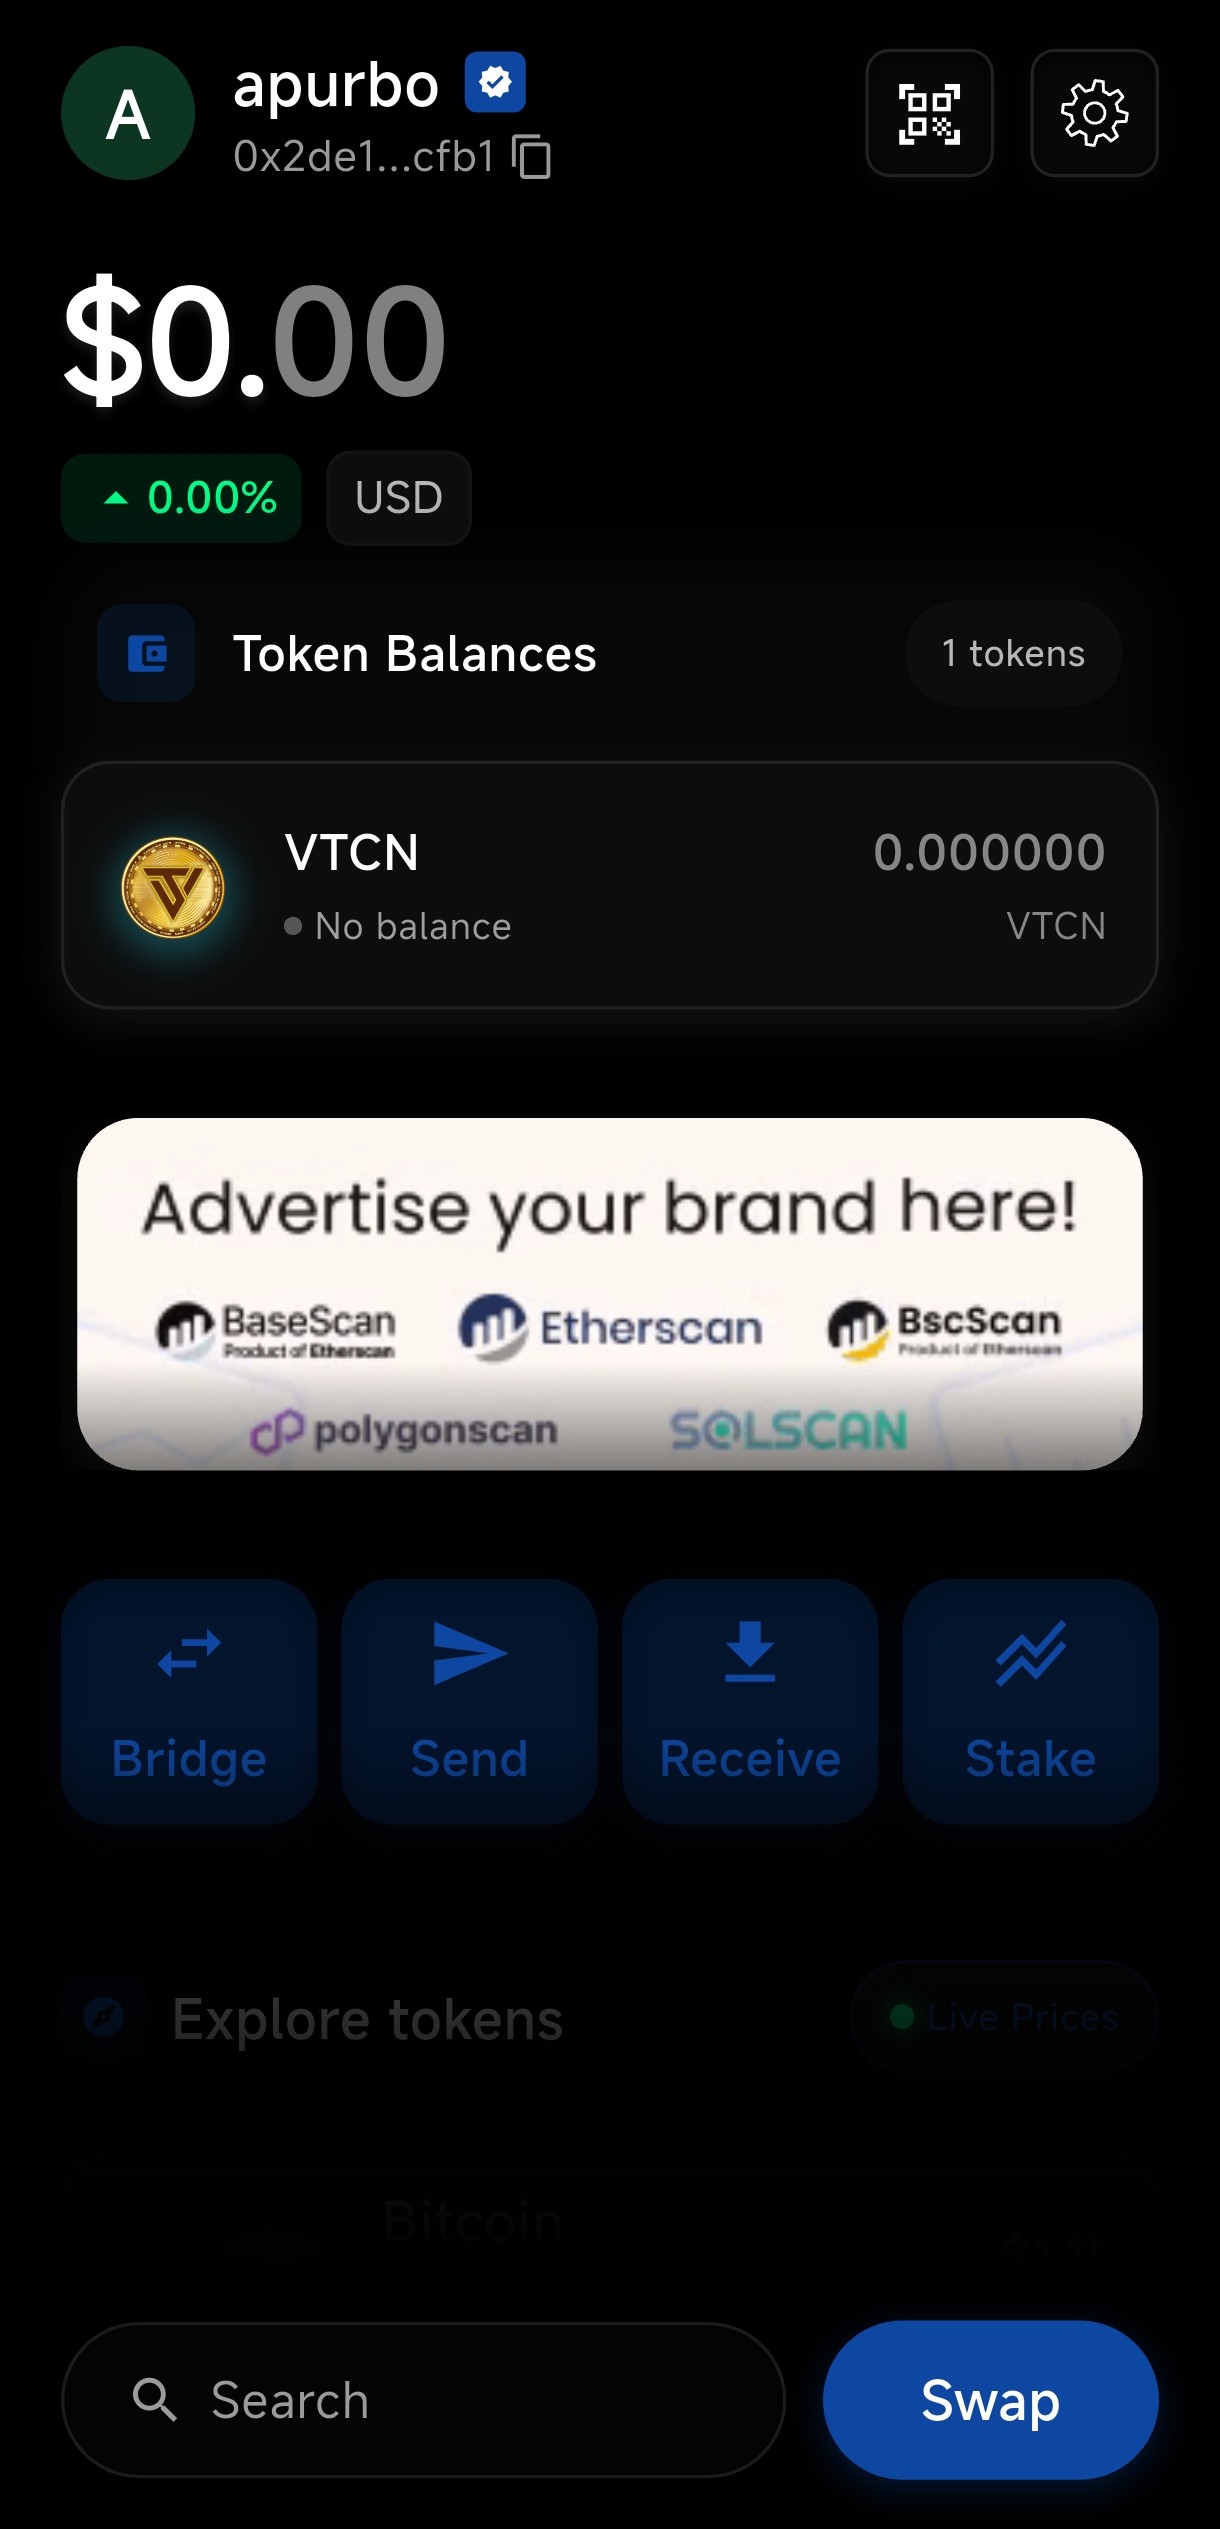 A
apurbo
0x2de1...cfb1
$0.00
0.00%
USD
Token Balances
1 tokens
VTCN
0.000000
No balance
VTCN
Advertise your brand here!
BaseScan
Product of Etherscan
Etherscan
BscScan
Product of Etherscan
polygonscan
SOLSCAN
Bridge
Send
Receive
Stake
Explore tokens
Live Prices
Bitcoin
Search
Swap